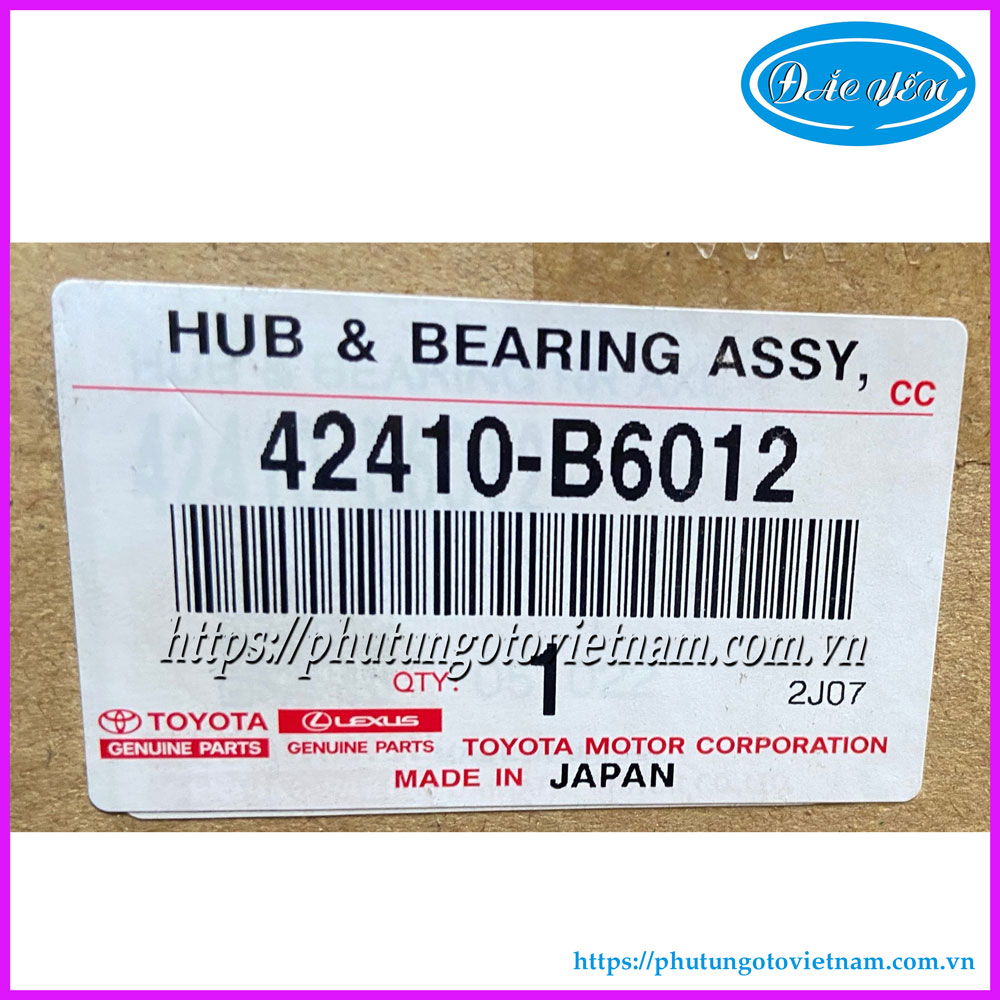 ĐẮC YẾN
HUB & BEARING ASSY,
CC
42410-B6012
https://phutungotovietnam.com.vn
QTY. 1
2J07
TOYOTA
GENUINE PARTS
LEXUS
GENUINE PARTS
TOYOTA MOTOR CORPORATION
MADE IN JAPAN
https://phutungotovietnam.com.vn